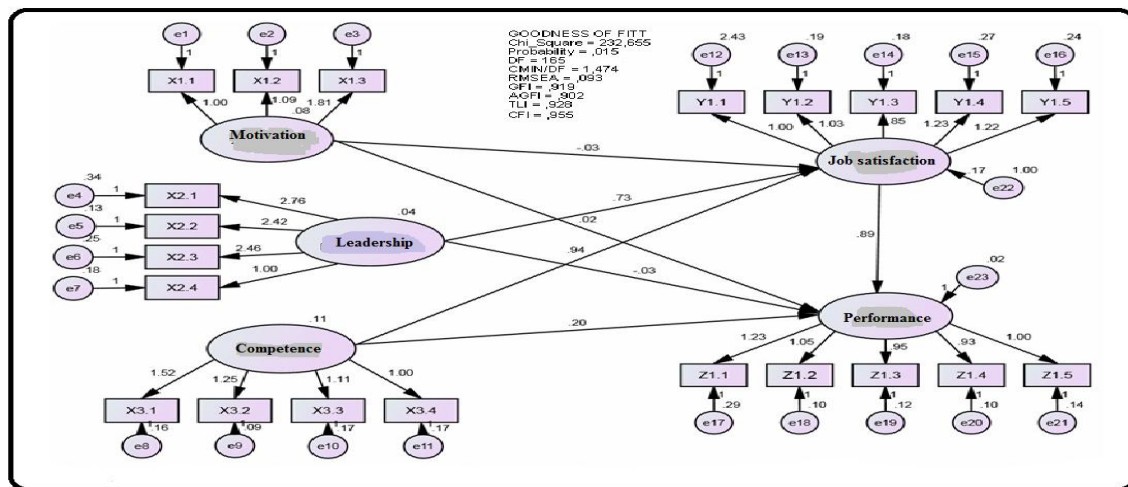 e1 e2 e3
1 1 1
X1.1 X1.2 X1.3
1.00 1.09 1.81
.08
Motivation
GOODNESS OF FITT
Chi_Square = 232,655
Probability = ,015
DF = 165
CMIN/DF = 1,474
RMSEA = ,093
GFI = ,919
AGFI = ,902
TLI = ,928
CFI = ,955
2.43 .19 .18 .27 .24
e12 e13 e14 e15 e16
1 1 1 1 1
Y1.1 Y1.2 Y1.3 Y1.4 Y1.5
1.00 1.03 .85 1.23 1.22
Job satisfaction
.17 1.00
e22
-.03
.73
.02
.94
-.03
.20
.89
.34
e4 1 X2.1
.13
e5 1 X2.2
.25
e6 1 X2.3
.18
e7 1 X2.4
2.76
2.42
2.46
1.00
.04
Leadership
.11
Competence
1.52 1.25 1.11 1.00
X3.1 X3.2 X3.3 X3.4
1 1 1 1
.16 .09 .17 .17
e8 e9 e10 e11
.02
e23
1
Performance
1.23 1.05 .95 .93 1.00
Z1.1 Z1.2 Z1.3 Z1.4 Z1.5
1 1 1 1 1
.29 .10 .12 .10 .14
e17 e18 e19 e20 e21